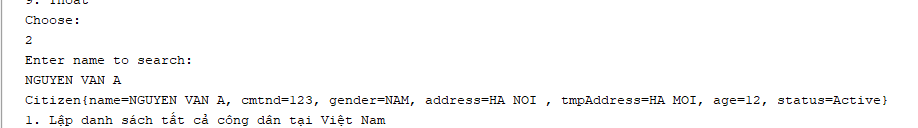 9. Thoát
Choose:
2
Enter name to search:
NGUYEN VAN A
Citizen{name=NGUYEN VAN A, cmtnd=123, gender=NAM, address=HA NOI , tmpAddress=HA MOI, age=12, status=Active}
1. Lập danh sách tất cả công dân tại Việt Nam